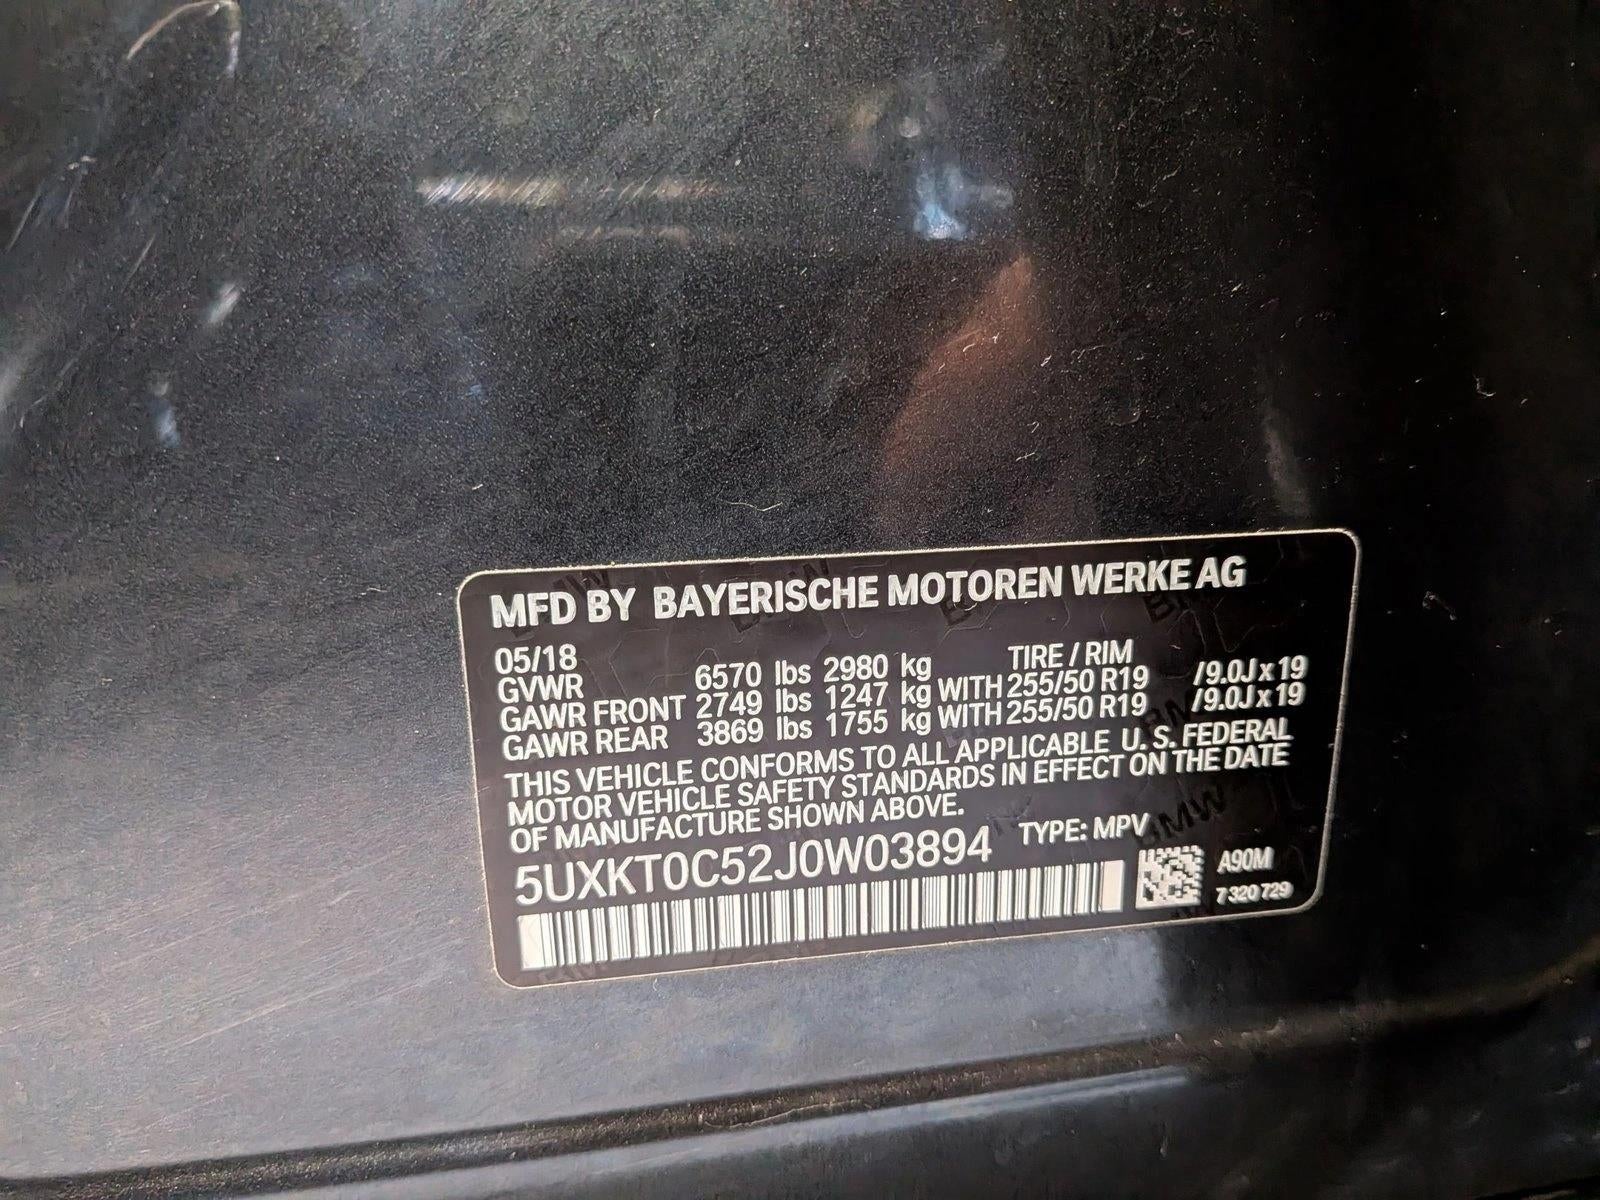 MFD BY BAYERISCHE MOTOREN WERKE AG
05/18 TIRE / RIM
GVWR 6570 lbs 2980 kg
GAWR FRONT 2749 lbs 1247 kg WITH 255/50 R19 /9.0J x 19
GAWR REAR 3869 lbs 1755 kg WITH 255/50 R19 /9.0J x 19
THIS VEHICLE CONFORMS TO ALL APPLICABLE U. S. FEDERAL
MOTOR VEHICLE SAFETY STANDARDS IN EFFECT ON THE DATE
OF MANUFACTURE SHOWN ABOVE.
5UXKT0C52J0W03894 TYPE: MPV
A90M
7 320 729